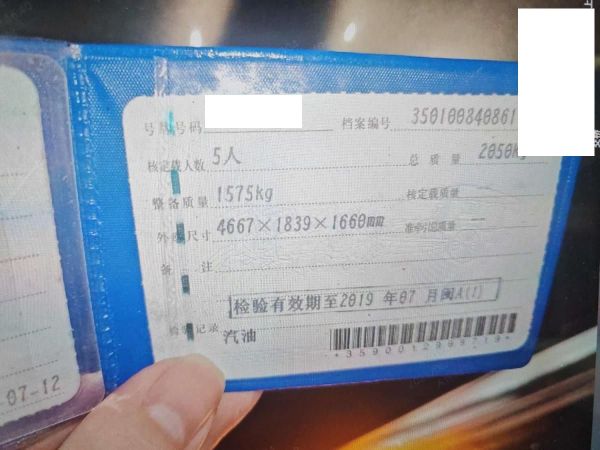 号牌号码 档案编号 350100840861
核定载人数 5人 总质量 2050kg
整备质量 1575kg 核定载质量
外廓尺寸 4667×1839×1660mm 准牵引总质量 —
备注
检验有效期至2019年07月闽A(1)
检验记录 汽油
07-12